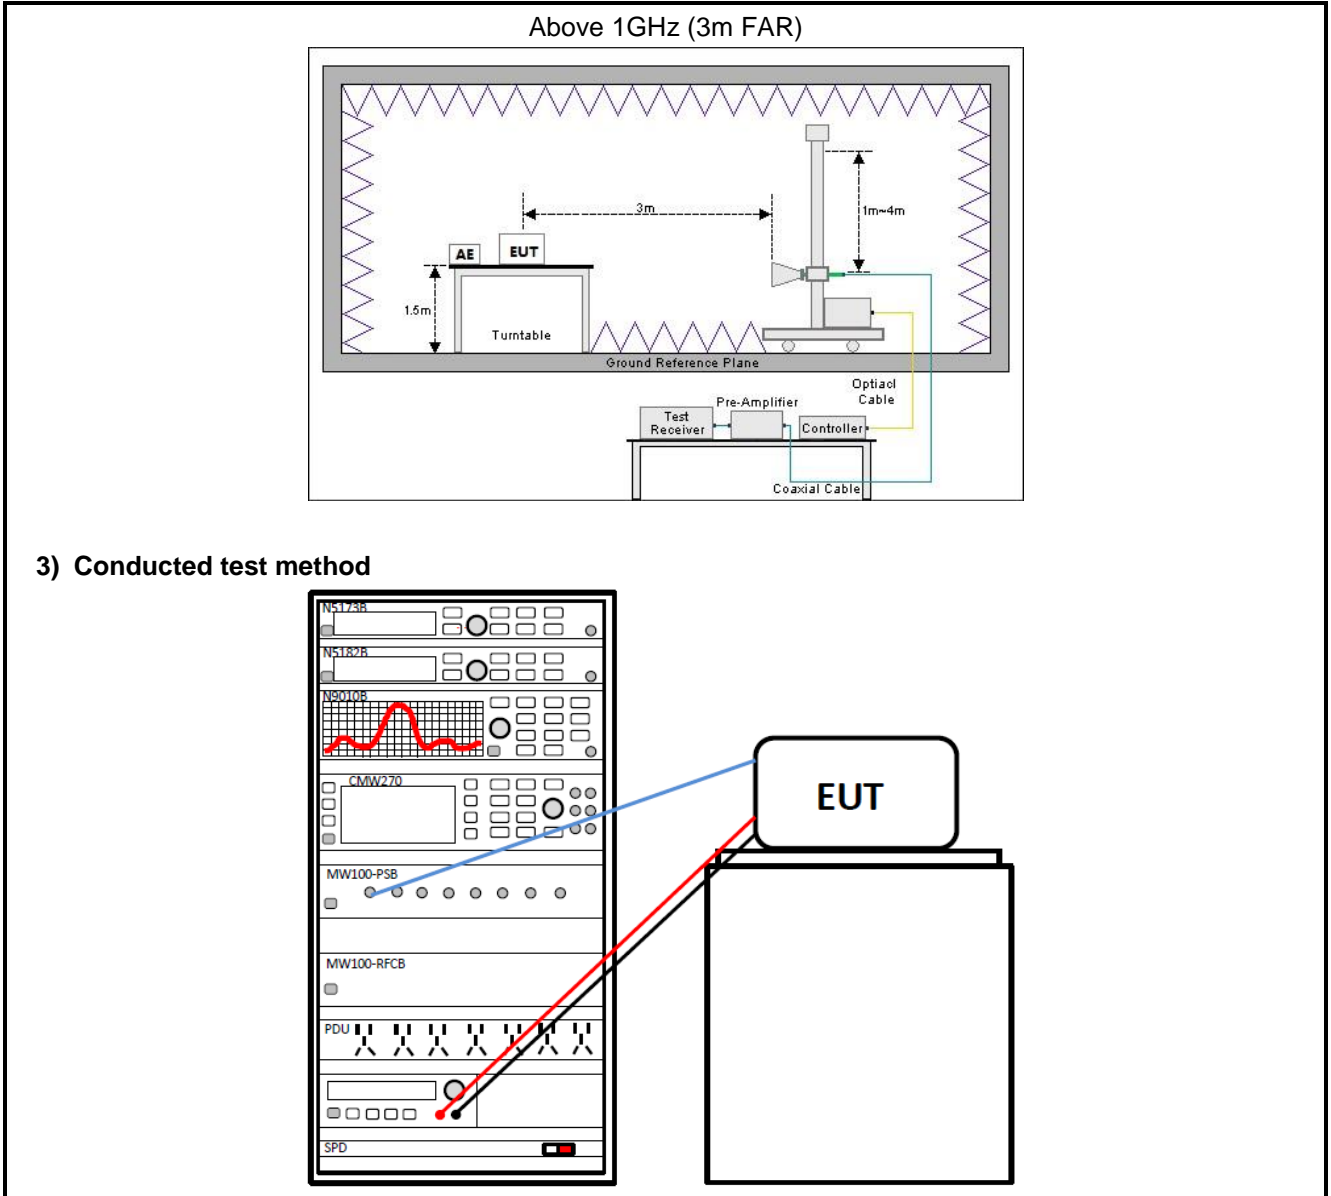 Above 1GHz (3m FAR)
3m
1m~4m
AE
EUT
1.5m
Turntable
Ground Reference Plane
Optiacl
Cable
Pre-Amplifier
Test
Receiver
Controller
Coaxial Cable
3) Conducted test method
N5173B
N5182B
N9010B
CMW270
EUT
MW100-PSB
MW100-RFCB
PDU
SPD